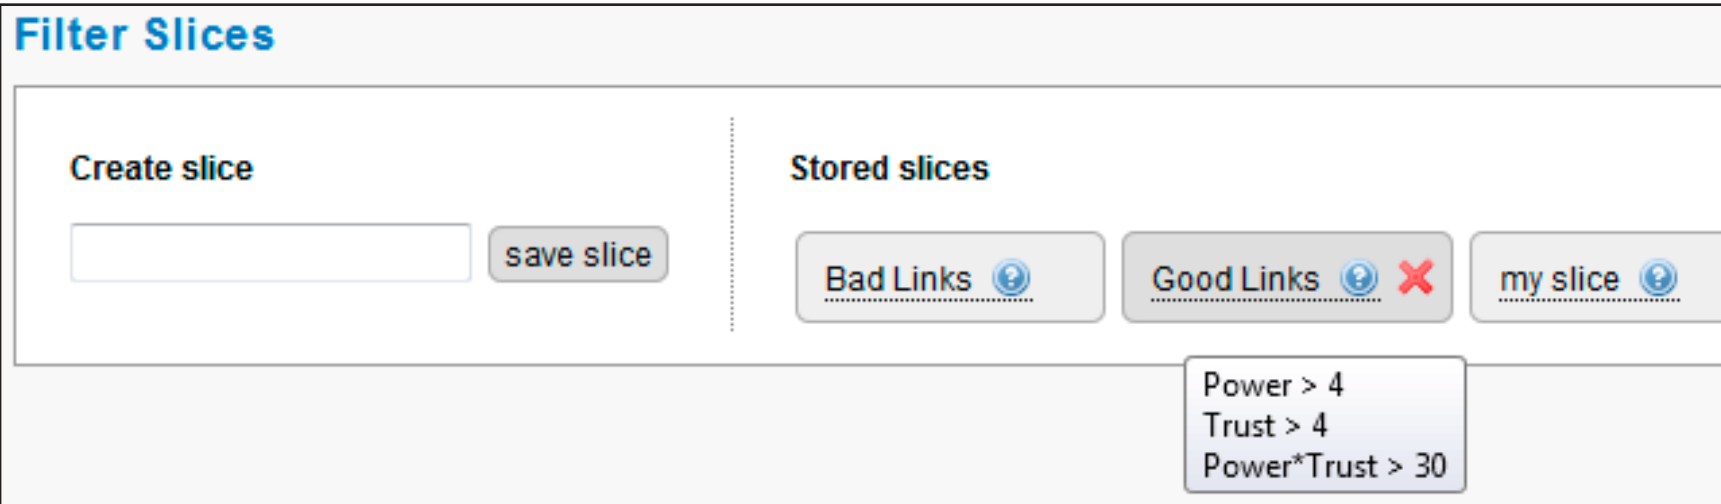 Filter Slices
Create slice
save slice
Stored slices
Bad Links ?
Good Links ?
my slice ?
Power > 4
Trust > 4
Power*Trust > 30